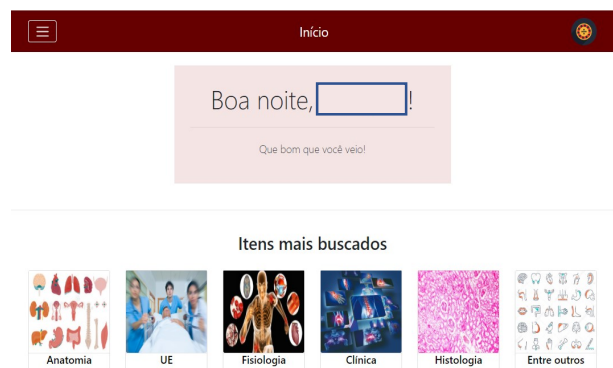 Início
Boa noite, !
Que bom que você veio!
Itens mais buscados
Anatomia
UE
Fisiologia
Clínica
Histologia
Entre outros